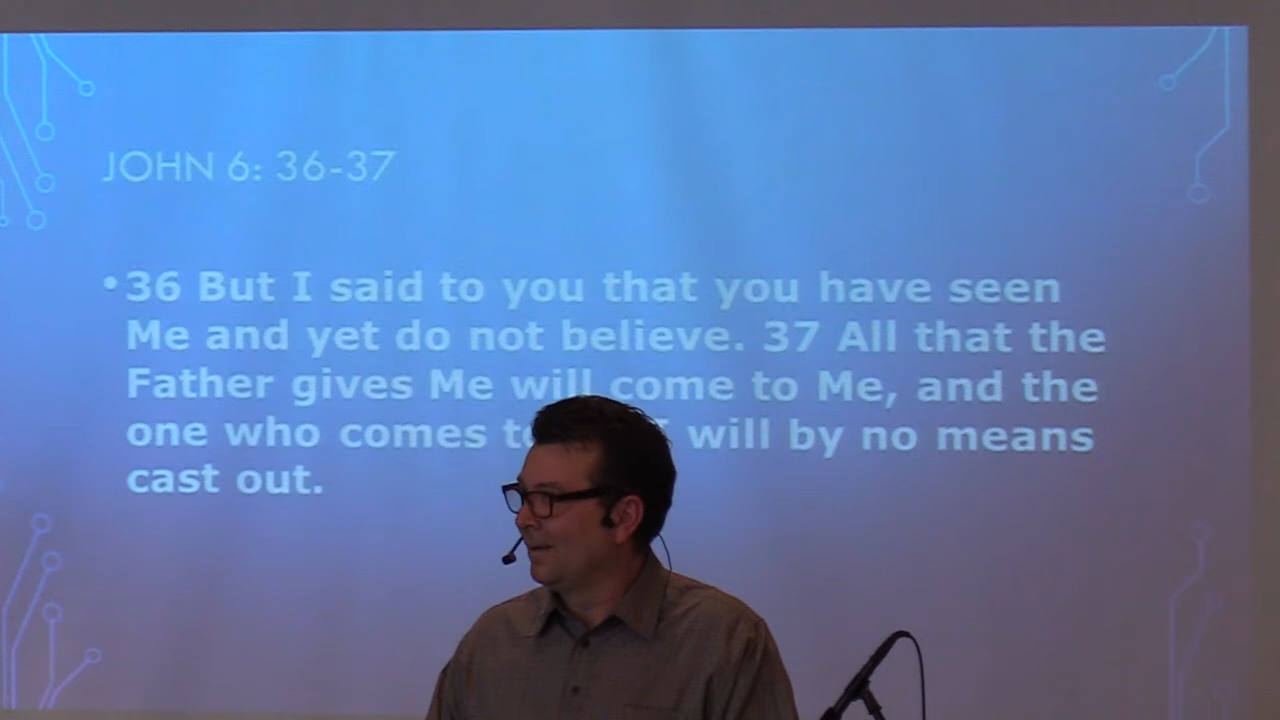 JOHN 6: 36-37
• 36 But I said to you that you have seen
Me and yet do not believe. 37 All that the
Father gives Me will come to Me, and the
one who comes to I will by no means
cast out.